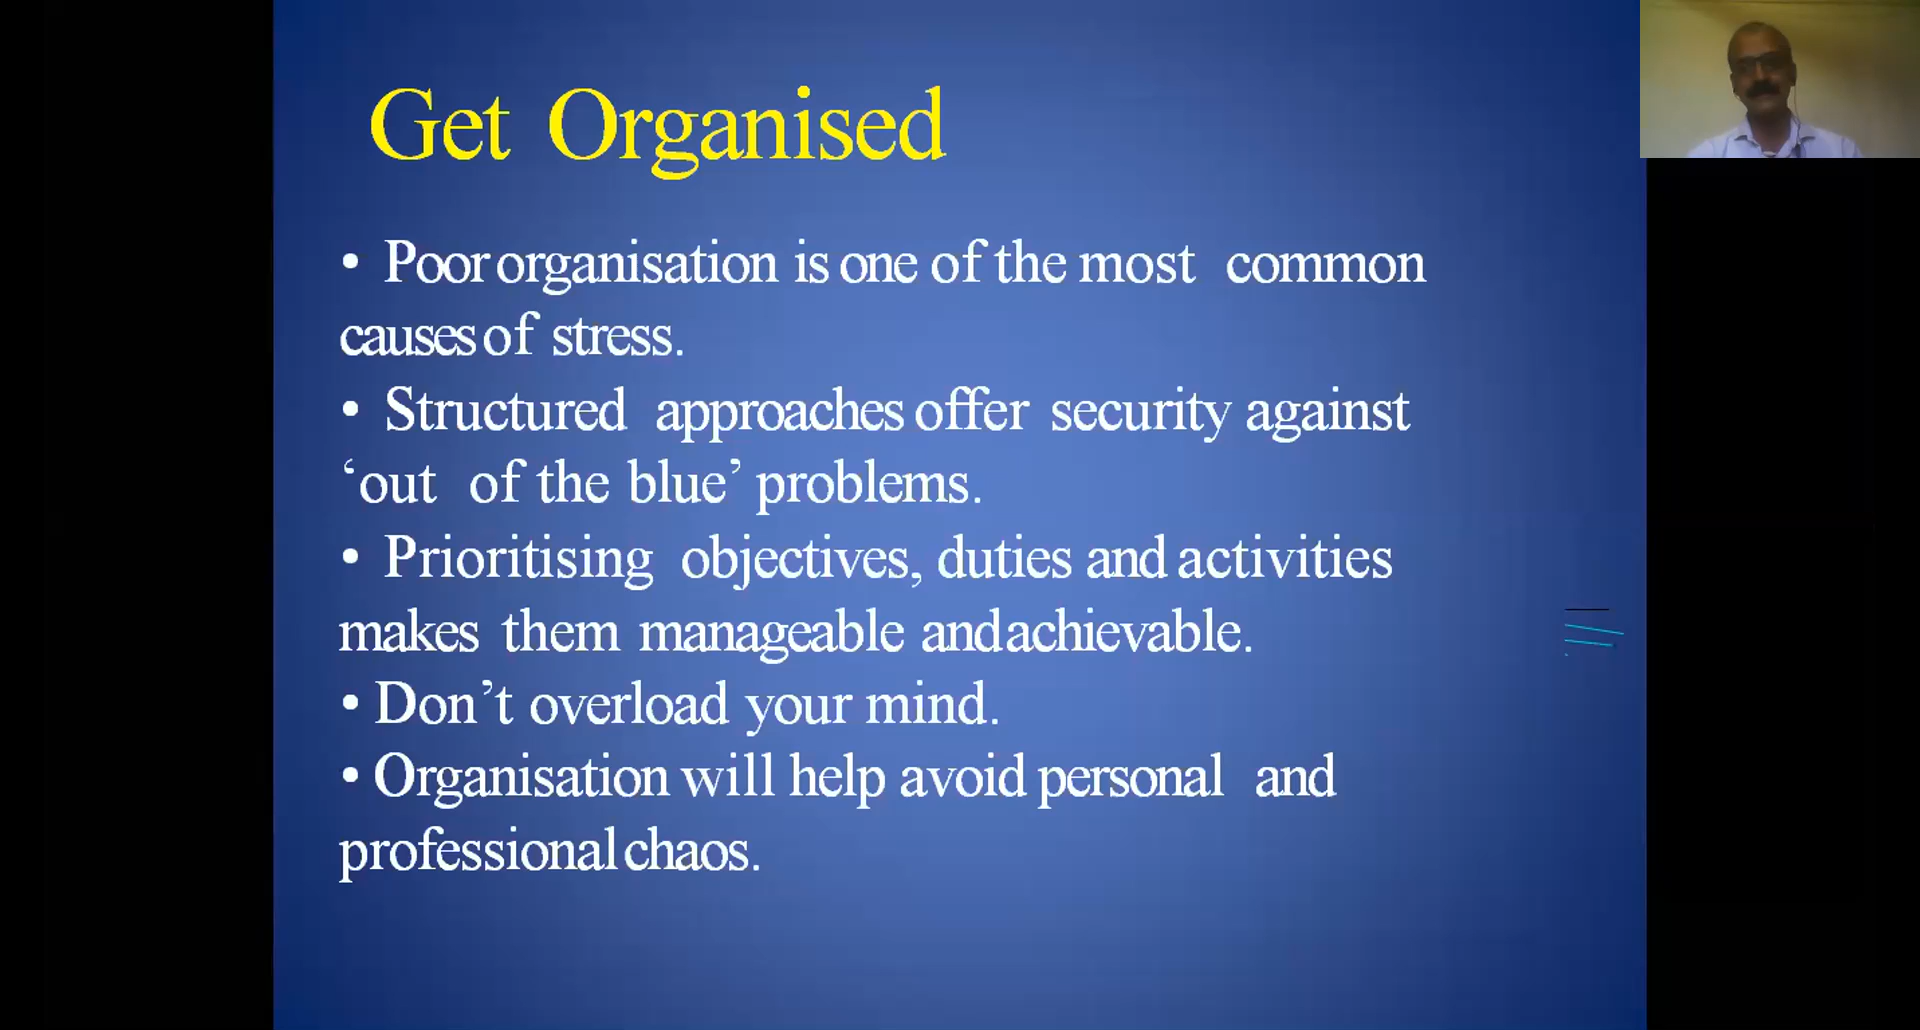 Get Organised
• Poor organisation is one of the most common
causes of stress.
• Structured approaches offer security against
‘out of the blue’ problems.
• Prioritising objectives, duties and activities
makes them manageable and achievable.
• Don’t overload your mind.
• Organisation will help avoid personal and
professional chaos.